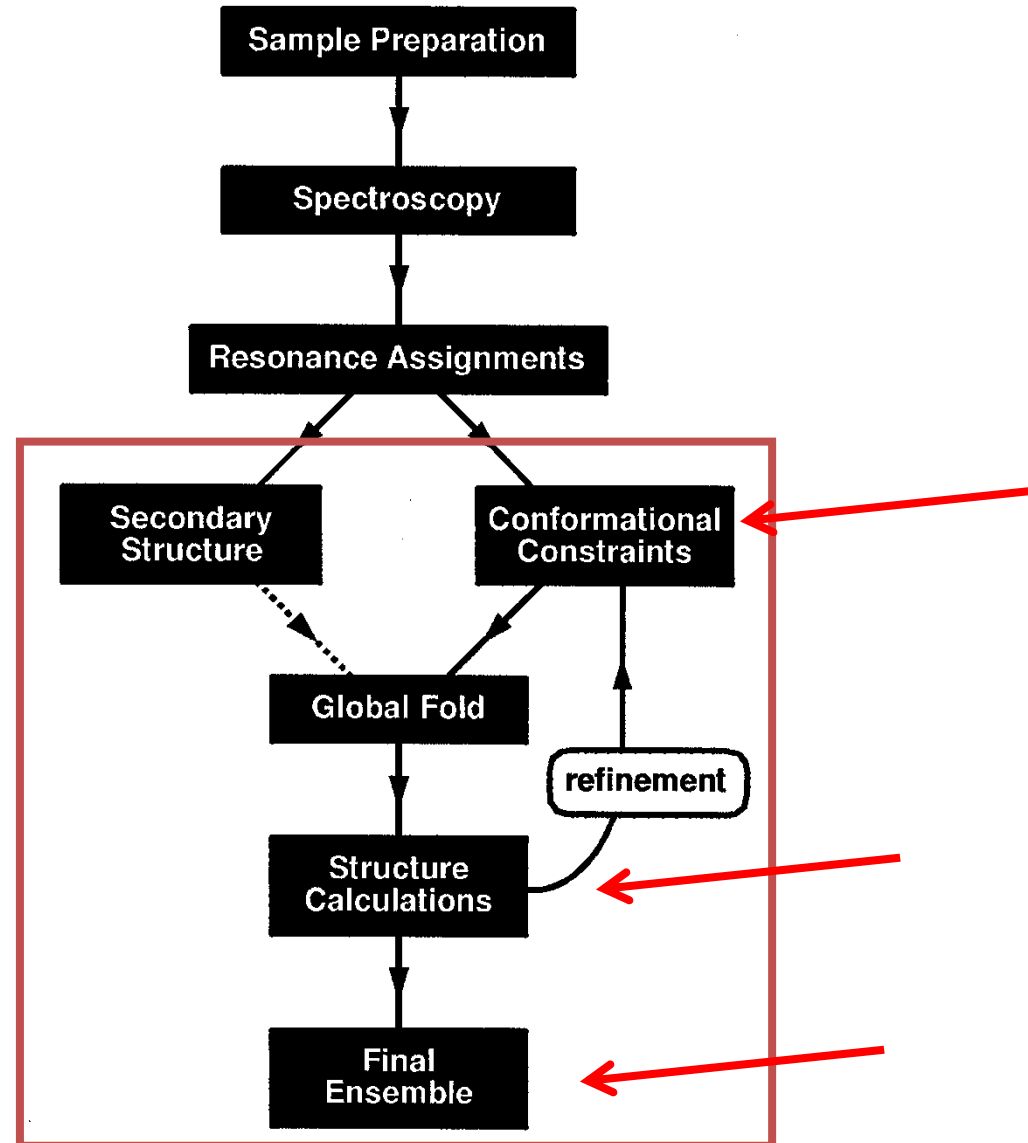 Sample Preparation
Spectroscopy
Resonance Assignments
Secondary
Structure
Conformational
Constraints
Global Fold
refinement
Structure
Calculations
Final
Ensemble